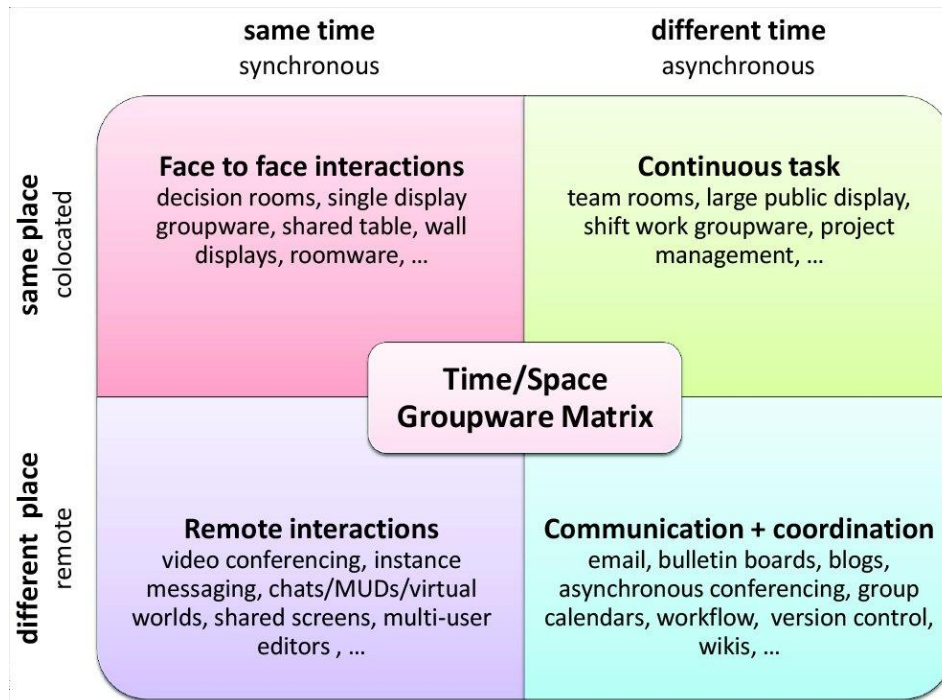 same time
synchronous
different time
asynchronous
same place
colocated
Face to face interactions
decision rooms, single display
groupware, shared table, wall
displays, roomware, ...
Continuous task
team rooms, large public display,
shift work groupware, project
management, ...
Time/Space
Groupware Matrix
different place
remote
Remote interactions
video conferencing, instance
messaging, chats/MUDs/virtual
worlds, shared screens, multi-user
editors , ...
Communication + coordination
email, bulletin boards, blogs,
asynchronous conferencing, group
calendars, workflow, version control,
wikis, ...